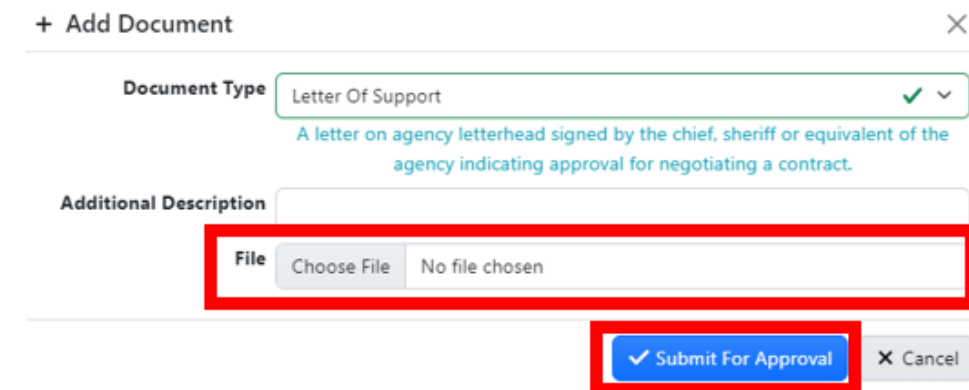 + Add Document
Document Type
Letter Of Support
A letter on agency letterhead signed by the chief, sheriff or equivalent of the
agency indicating approval for negotiating a contract.
Additional Description
File
Choose File
No file chosen
Submit For Approval
Cancel